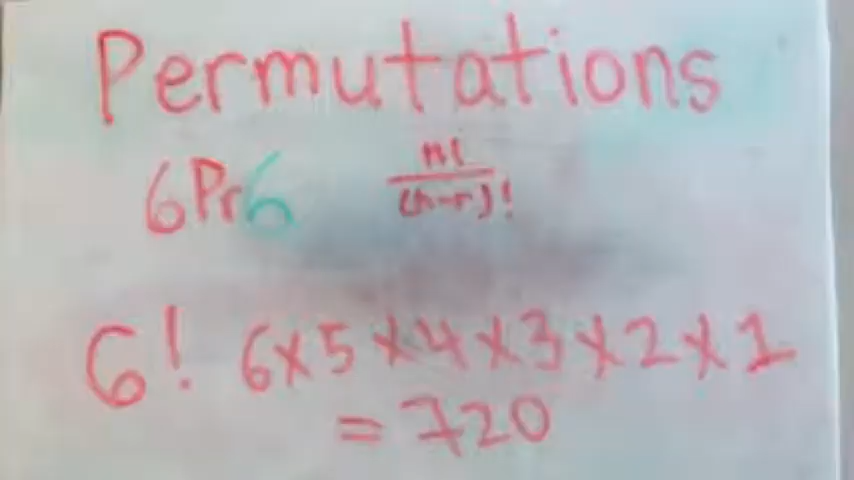 Permutations
6Pr6
n!
(n-r)!
6! 6x5x4x3x2x1
= 720